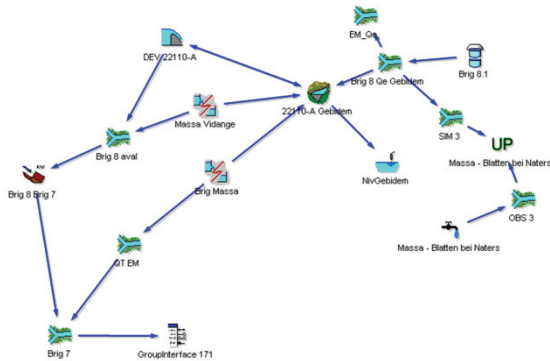 EM_Qe
DEV 22110-A
Brig 8 Qe Gebidem
Brig 8.1
22110-A Gebidem
Massa Vidange
SIM 3
Brig 8 aval
UP
Massa - Blatten bei Naters
Brig Massa
NivGebidem
Brig 8 Brig 7
OBS 3
Massa - Blatten bei Naters
QT EM
Brig 7
GroupInterface 171